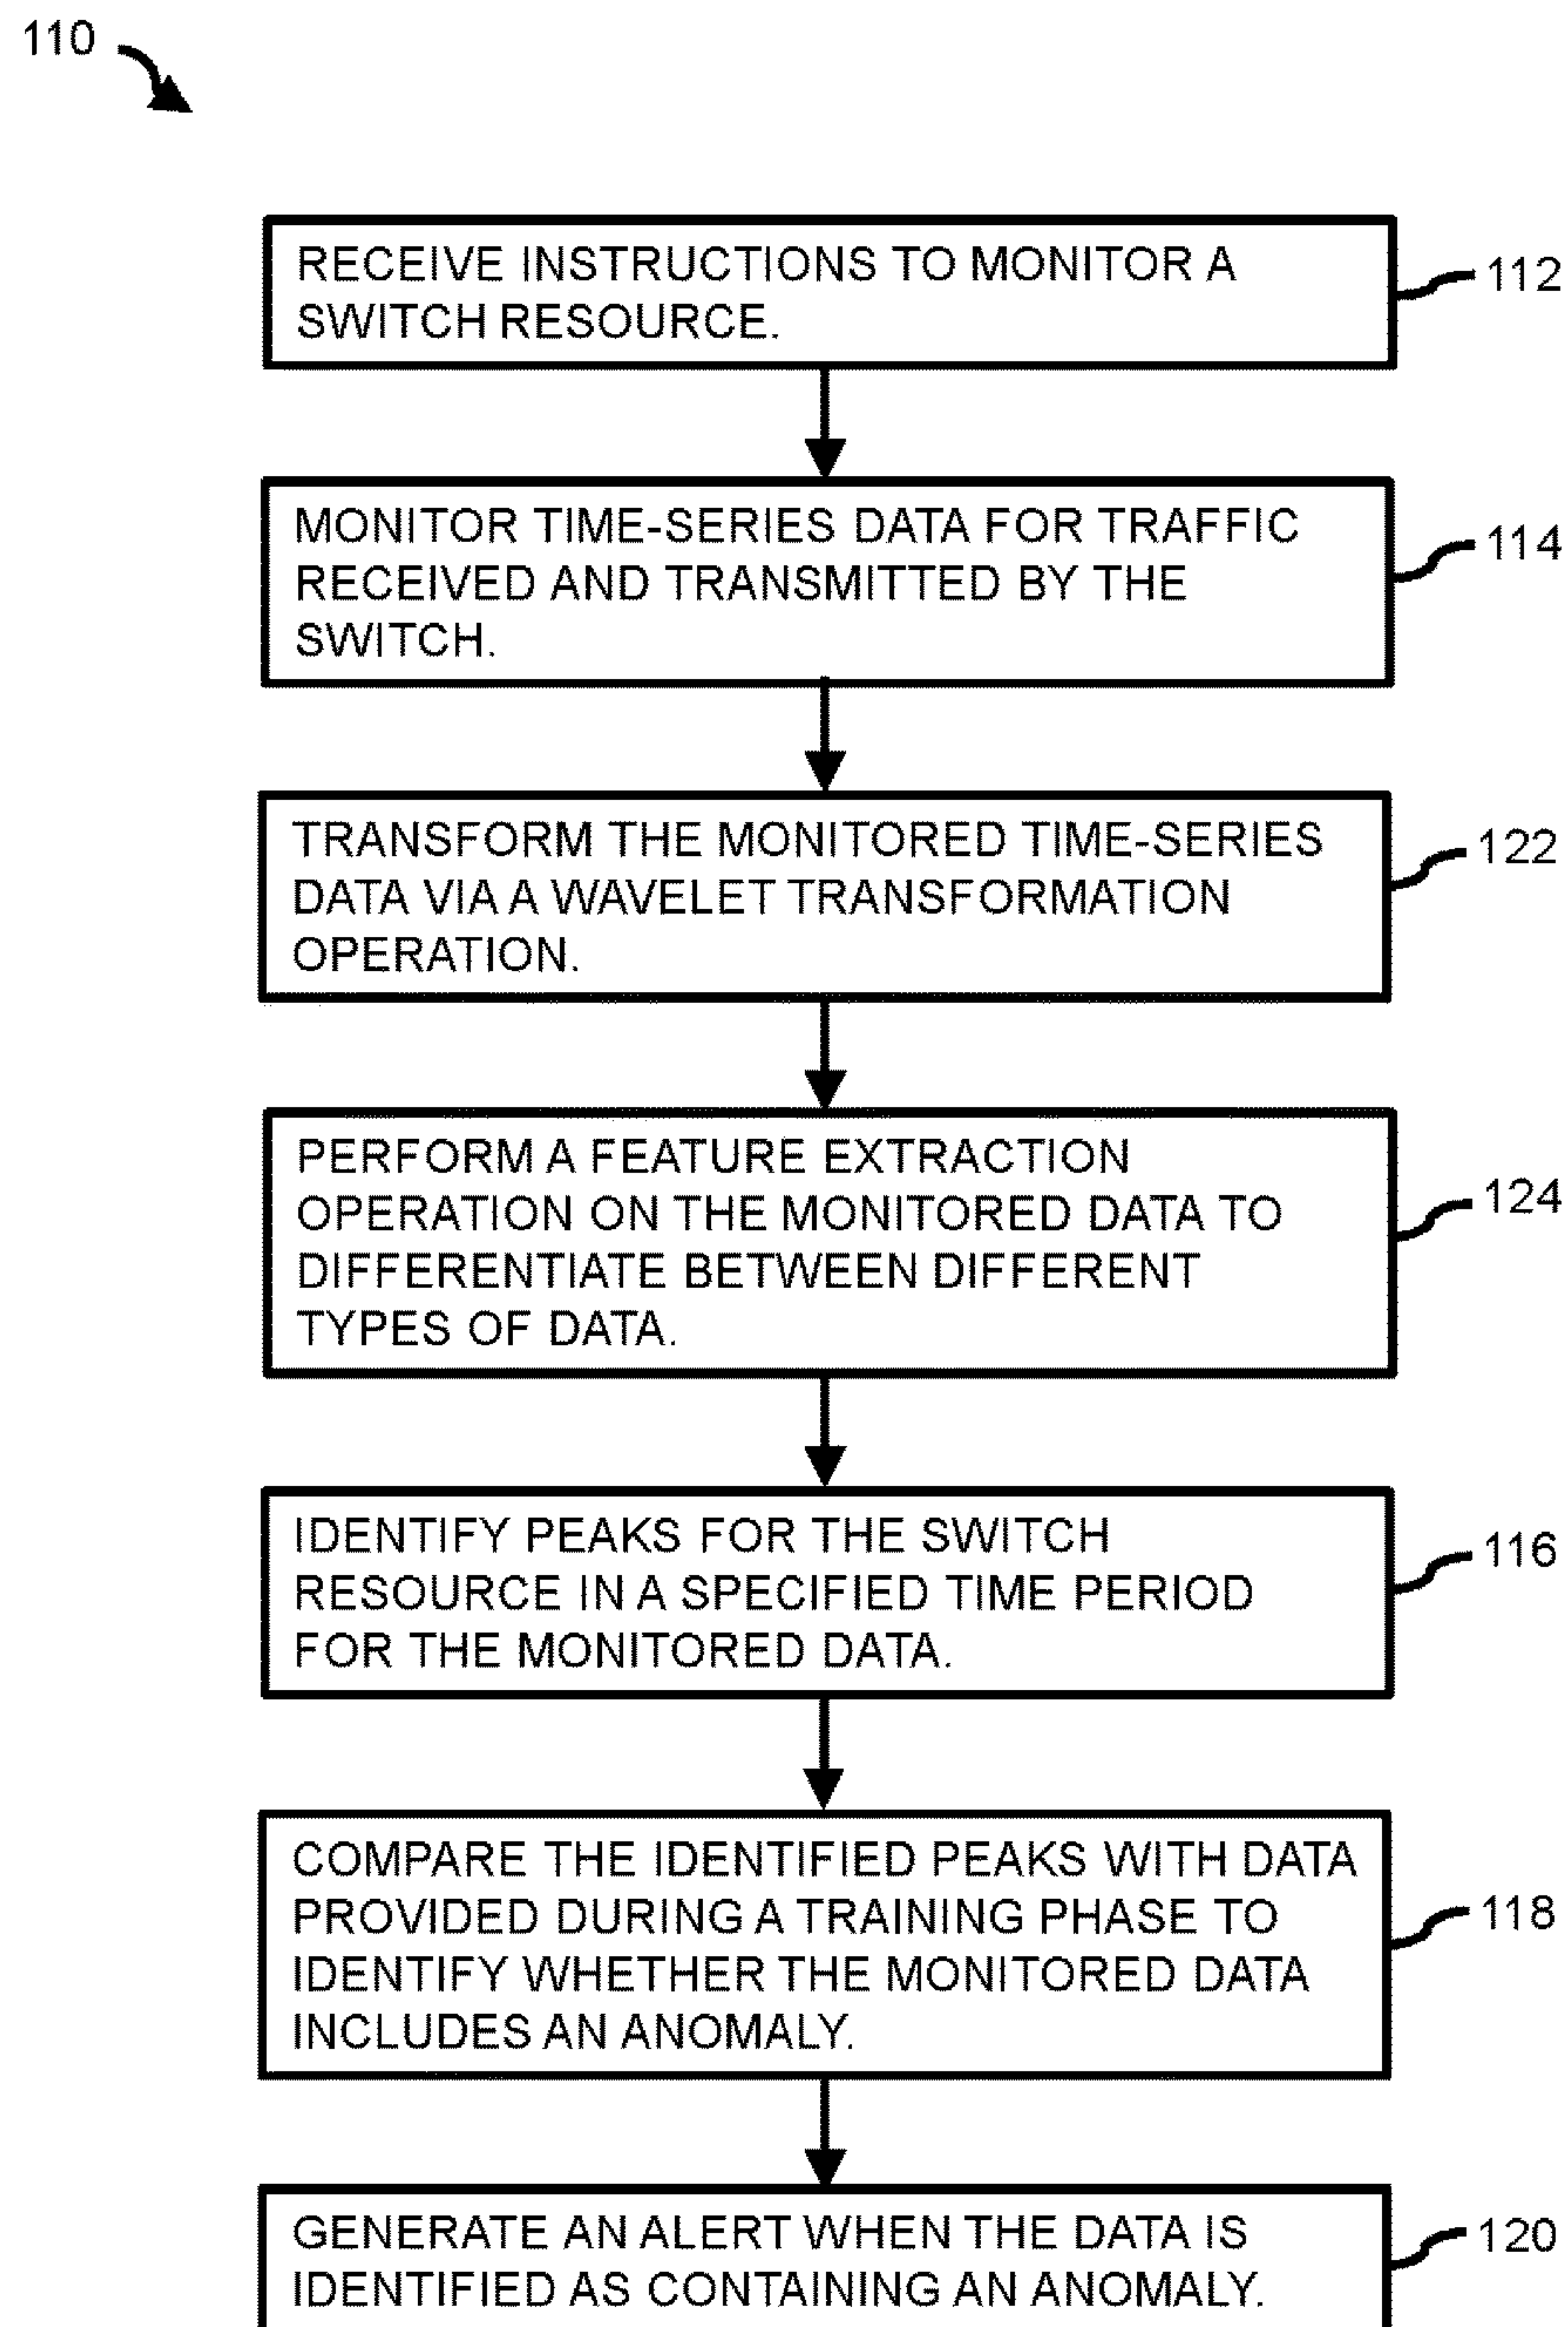 110
RECEIVE INSTRUCTIONS TO MONITOR A
SWITCH RESOURCE.
112
MONITOR TIME-SERIES DATA FOR TRAFFIC
RECEIVED AND TRANSMITTED BY THE
SWITCH.
114
TRANSFORM THE MONITORED TIME-SERIES
DATA VIA A WAVELET TRANSFORMATION
OPERATION.
122
PERFORM A FEATURE EXTRACTION
OPERATION ON THE MONITORED DATA TO
DIFFERENTIATE BETWEEN DIFFERENT
TYPES OF DATA.
124
IDENTIFY PEAKS FOR THE SWITCH
RESOURCE IN A SPECIFIED TIME PERIOD
FOR THE MONITORED DATA.
116
COMPARE THE IDENTIFIED PEAKS WITH DATA
PROVIDED DURING A TRAINING PHASE TO
IDENTIFY WHETHER THE MONITORED DATA
INCLUDES AN ANOMALY.
118
GENERATE AN ALERT WHEN THE DATA IS
IDENTIFIED AS CONTAINING AN ANOMALY.
120